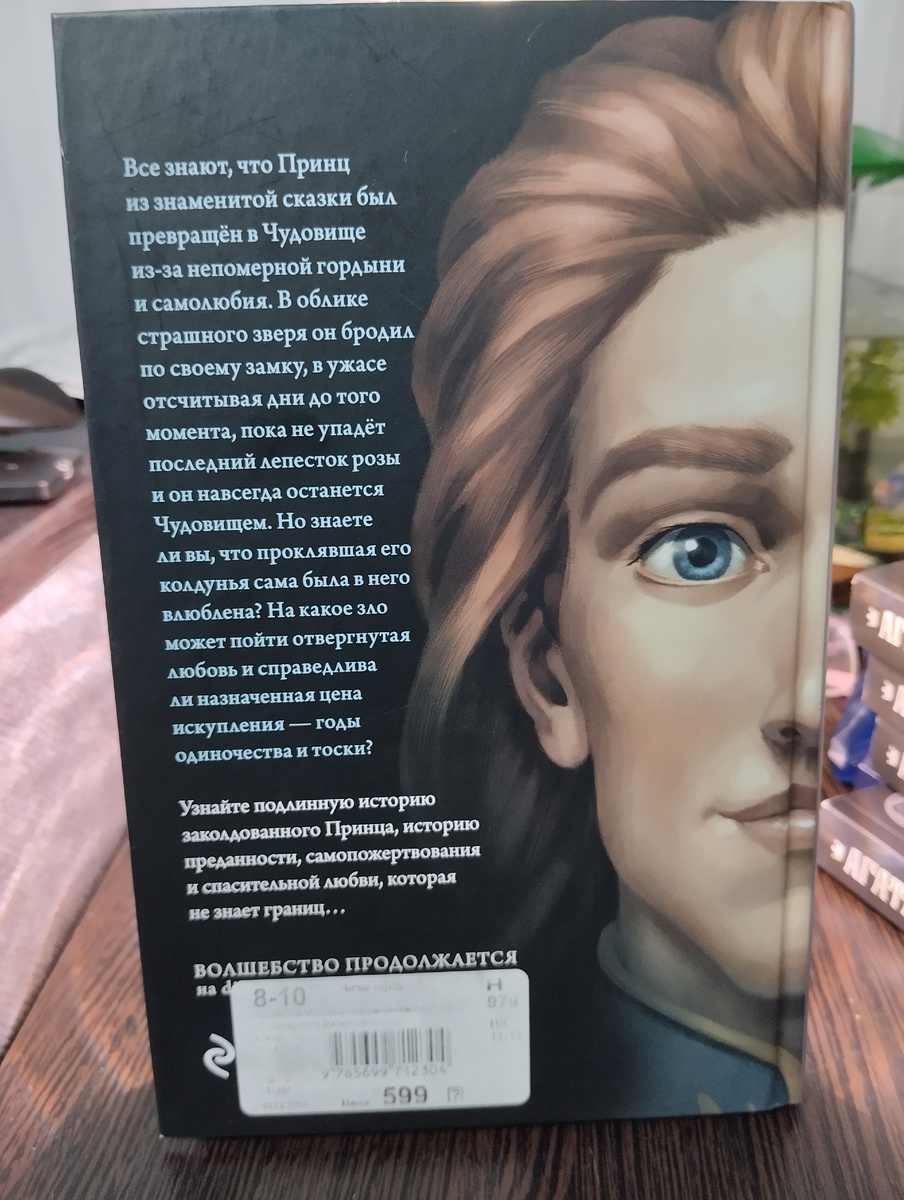 Все знают, что Принц
из знаменитой сказки был
превращён в Чудовище
из-за непомерной гордыни
и самолюбия. В облике
страшного зверя он бродил
по своему замку, в ужасе
отсчитывая дни до того
момента, пока не упадёт
последний лепесток розы
и он навсегда останется
Чудовищем. Но знаете
ли вы, что проклявшая его
колдунья сама была в него
влюблена? На какое зло
может пойти отвергнутая
любовь и справедлива
ли назначенная цена
искупления — годы
одиночества и тоски?
Узнайте подлинную историю
заколдованного Принца, историю
преданности, самопожертвования
и спасительной любви, которая
не знает границ...
ВОЛШЕБСТВО ПРОДОЛЖАЕТСЯ
на
8-10
Н
979
9 785699 712304
Цена 599